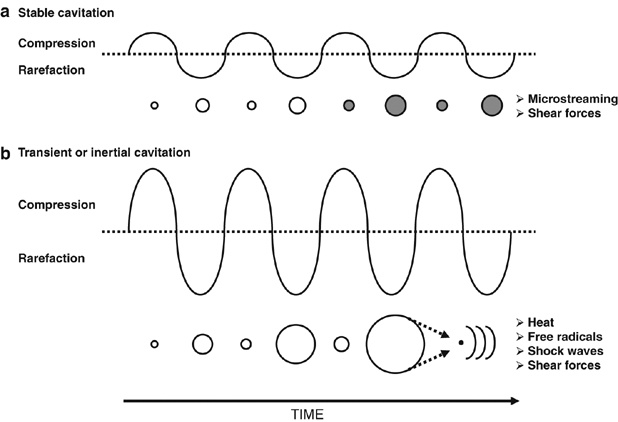 a Stable cavitation
Compression
Rarefaction
➢ Microstreaming
➢ Shear forces
b Transient or inertial cavitation
Compression
Rarefaction
➢ Heat
➢ Free radicals
➢ Shock waves
➢ Shear forces
TIME